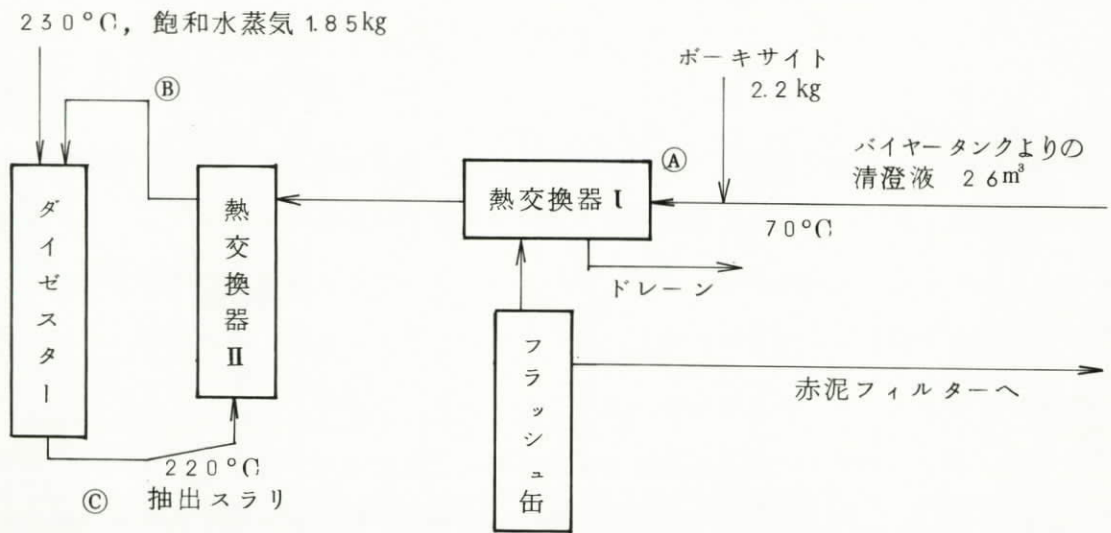 230°C, 飽和水蒸気 1.85kg
Ⓑ
ボーキサイト
2.2 kg
バイヤータンクよりの
清澄液 26m³
Ⓐ
熱交換器 I
70°C
ドレーン
ダイゼスター
熱交換器 II
フラッシュ缶
赤泥フィルターへ
220°C
Ⓒ 抽出スラリ